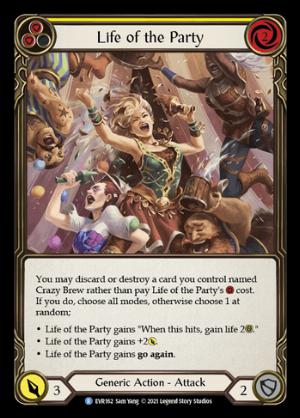 2
Life of the Party
You may discard or destroy a card you control named
Crazy Brew rather than pay Life of the Party's cost.
If you do, choose all modes, otherwise choose 1 at
random;
• Life of the Party gains "When this hits, gain life 2."
• Life of the Party gains +2.
• Life of the Party gains go again.
3
Generic Action - Attack
2
EVR162 Sam Yang © 2021 Legend Story Studios